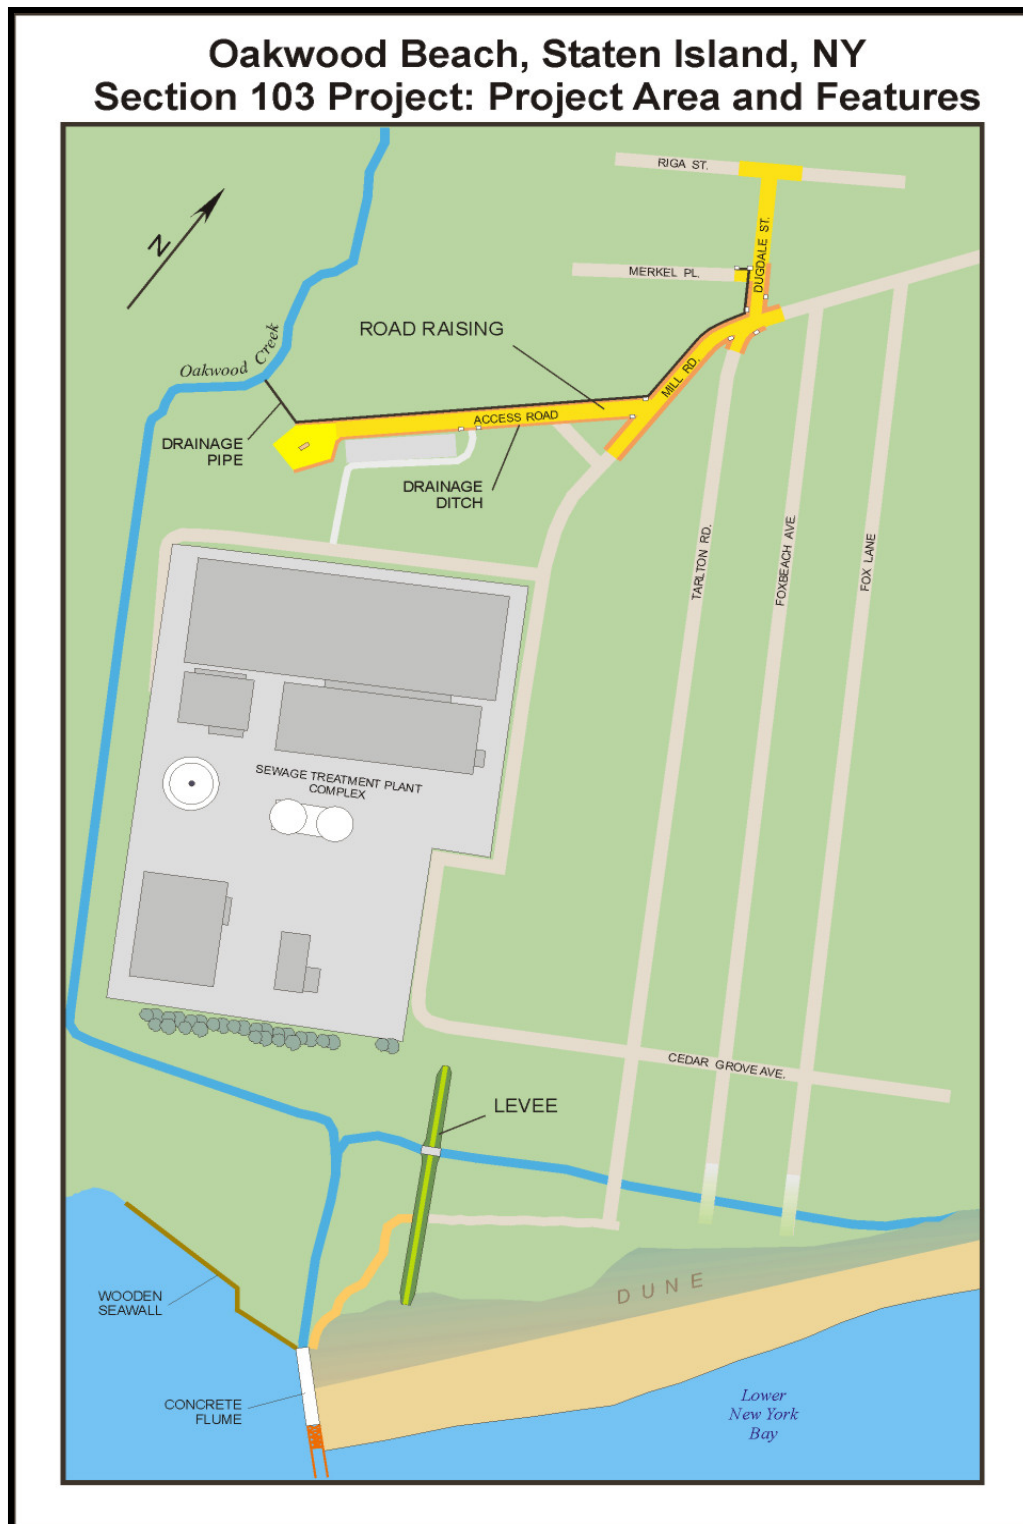 Oakwood Beach, Staten Island, NY
Section 103 Project: Project Area and Features
RIGA ST.
N
DUGDALE ST.
MERKEL PL.
ROAD RAISING
Oakwood Creek
MILL RD.
ACCESS ROAD
DRAINAGE
PIPE
DRAINAGE
DITCH
TARLTON RD.
FOXBEACH AVE.
FOX LANE
SEWAGE TREATMENT PLANT
COMPLEX
CEDAR GROVE AVE.
LEVEE
DUNE
WOODEN
SEAWALL
CONCRETE
FLUME
Lower
New York
Bay